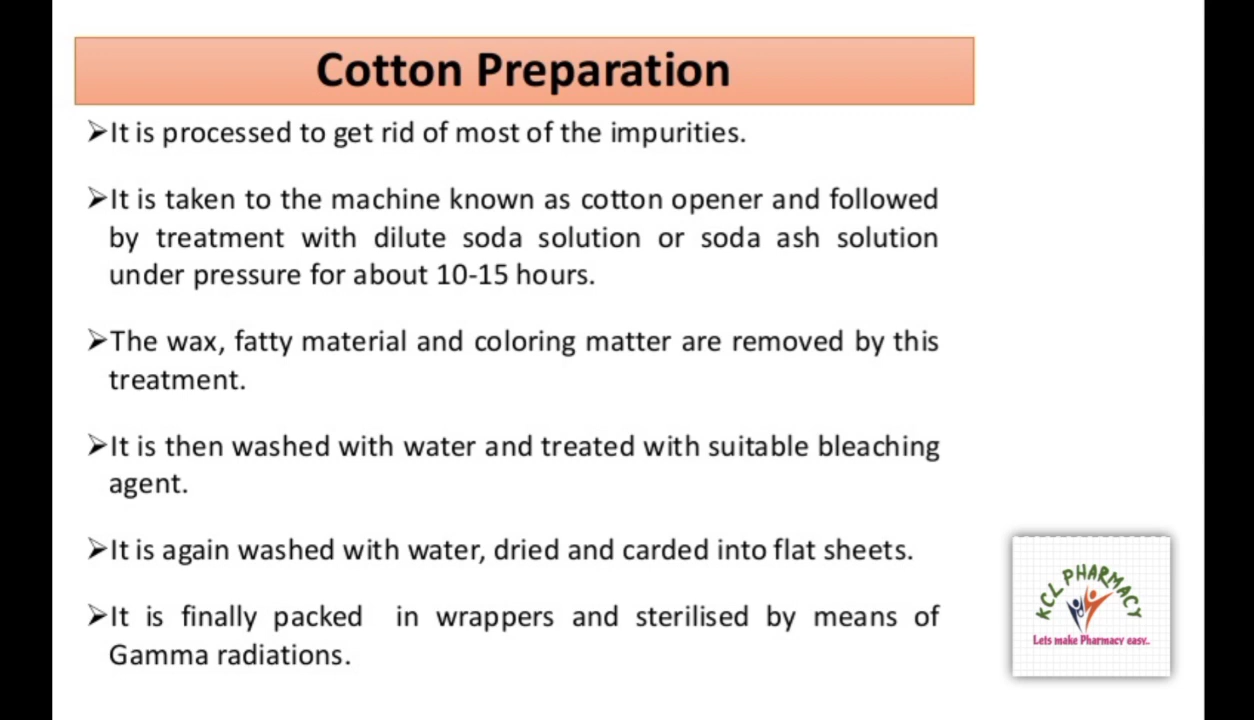 Cotton Preparation
➢It is processed to get rid of most of the impurities.
➢It is taken to the machine known as cotton opener and followed
by treatment with dilute soda solution or soda ash solution
under pressure for about 10-15 hours.
➢The wax, fatty material and coloring matter are removed by this
treatment.
➢It is then washed with water and treated with suitable bleaching
agent.
➢It is again washed with water, dried and carded into flat sheets.
➢It is finally packed in wrappers and sterilised by means of
Gamma radiations.
KCL PHARMACY
Lets make Pharmacy easy..